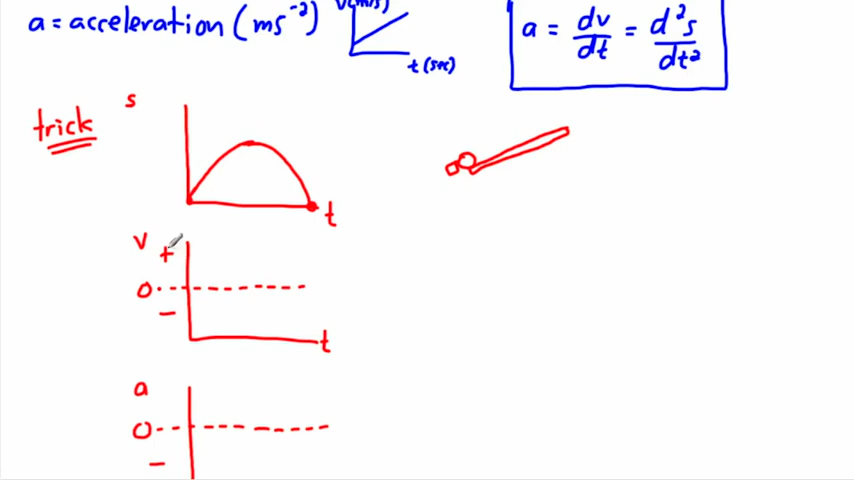 a = acceleration (ms⁻²)
v(m/s)
t (sec)
a = dv/dt = d²s/dt²
trick
s
t
v
+
0
−
t
a
0
−